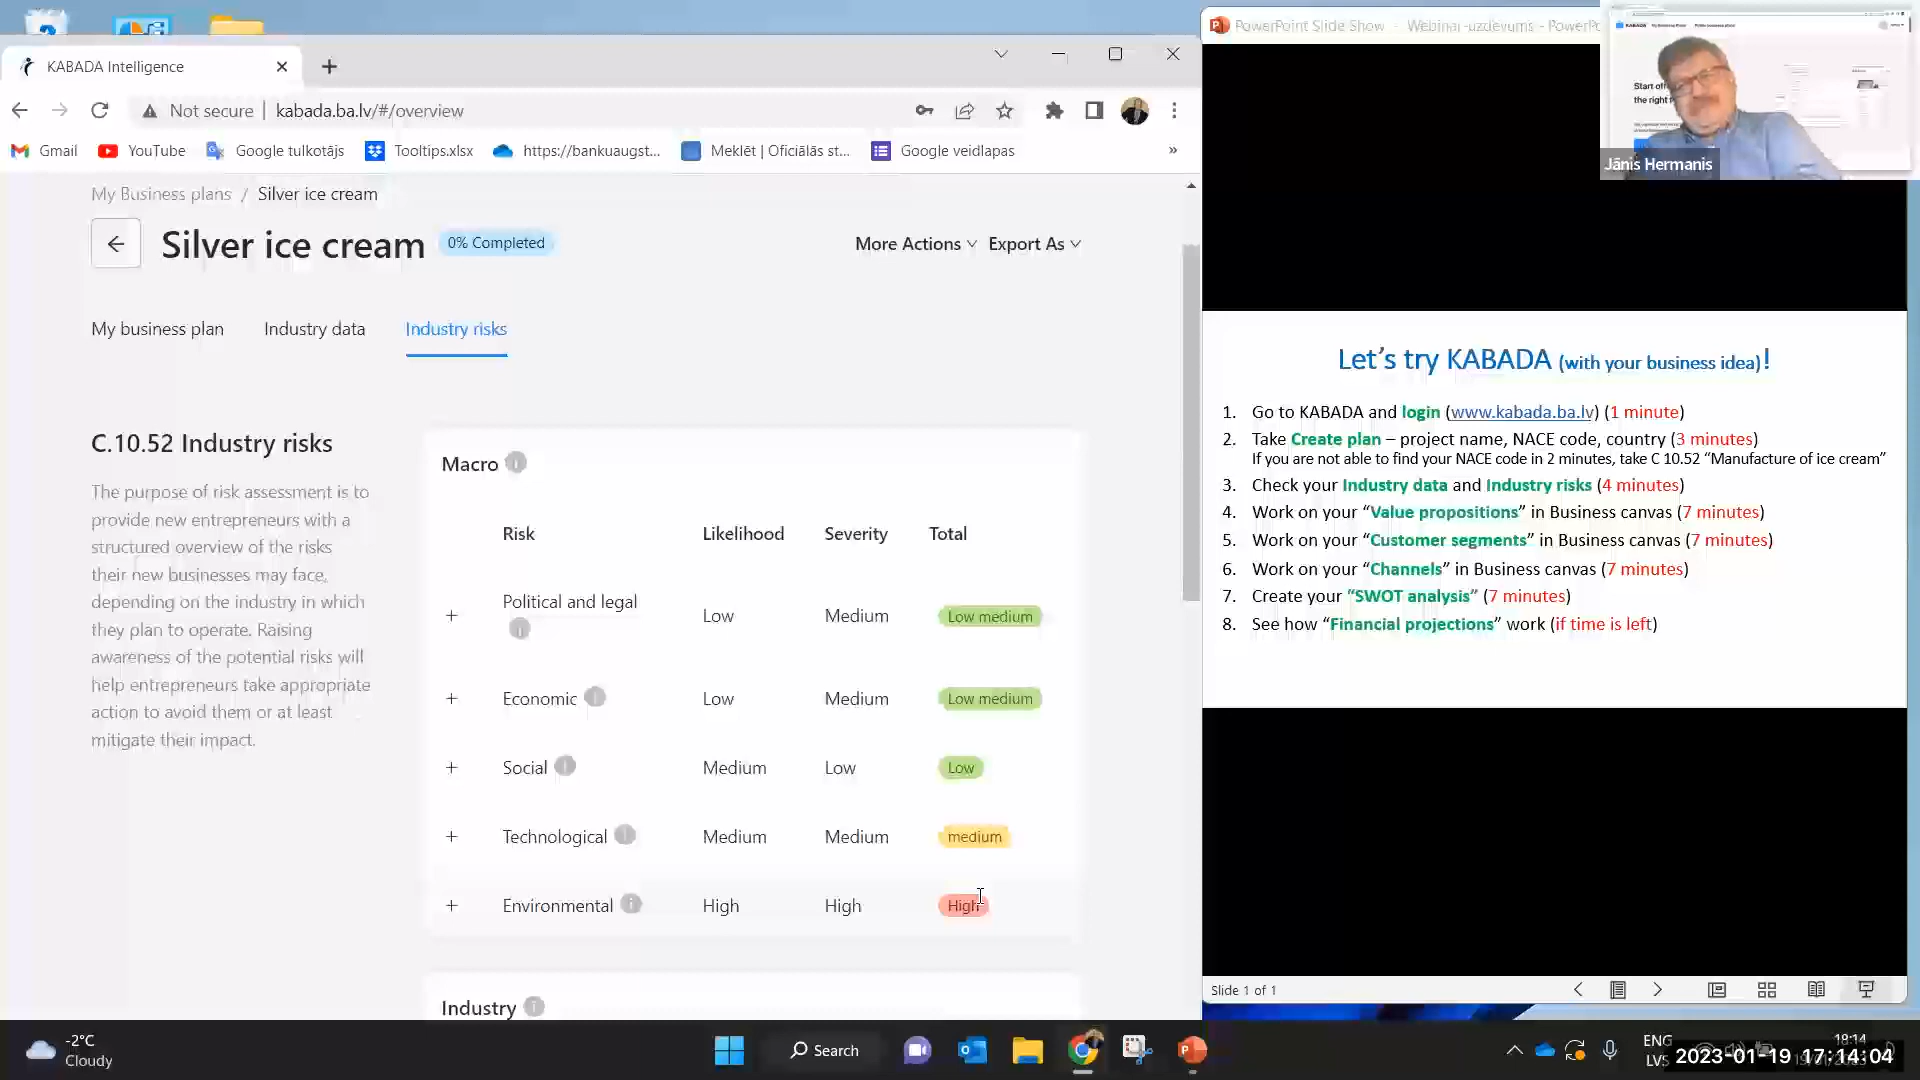 KABADA Intelligence
Not secure | kabada.ba.lv/#/overview
Gmail YouTube Google tulkotājs Tooltips.xlsx https://bankuaugst... Meklēt | Oficiālās st... Google veidlapas »
My Business plans / Silver ice cream
Silver ice cream 0% Completed More Actions Export As
My business plan Industry data Industry risks
C.10.52 Industry risks
The purpose of risk assessment is to
provide new entrepreneurs with a
structured overview of the risks
their new businesses may face,
depending on the industry in which
they plan to operate. Raising
awareness of the potential risks will
help entrepreneurs take appropriate
action to avoid them or at least
mitigate their impact.
Macro
Risk Likelihood Severity Total
+ Political and legal Low Medium Low medium
+ Economic Low Medium Low medium
+ Social Medium Low Low
+ Technological Medium Medium medium
+ Environmental High High High
Industry
PowerPoint Slide Show - Webinar -uzdevums - PowerPo
Start off
the right
Jānis Hermanis
Let's try KABADA (with your business idea)!
1. Go to KABADA and login (www.kabada.ba.lv) (1 minute)
2. Take Create plan – project name, NACE code, country (3 minutes)
If you are not able to find your NACE code in 2 minutes, take C 10.52 “Manufacture of ice cream”
3. Check your Industry data and Industry risks (4 minutes)
4. Work on your “Value propositions” in Business canvas (7 minutes)
5. Work on your “Customer segments” in Business canvas (7 minutes)
6. Work on your “Channels” in Business canvas (7 minutes)
7. Create your “SWOT analysis” (7 minutes)
8. See how “Financial projections” work (if time is left)
Slide 1 of 1
-2°C
Cloudy
Search
ENG
LVS
18:14
2023-01-19 17:14:04